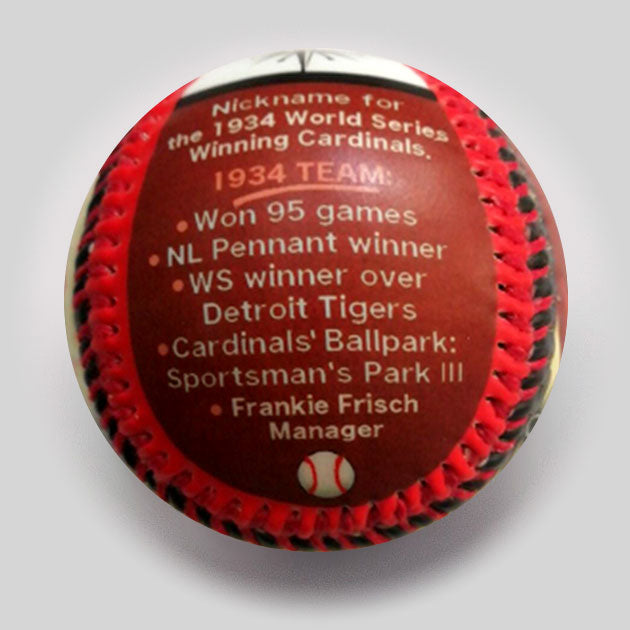 Nickname for
the 1934 World Series
Winning Cardinals.
1934 TEAM:
• Won 95 games
• NL Pennant winner
• WS winner over
Detroit Tigers
• Cardinals' Ballpark:
Sportsman's Park III
• Frankie Frisch
Manager